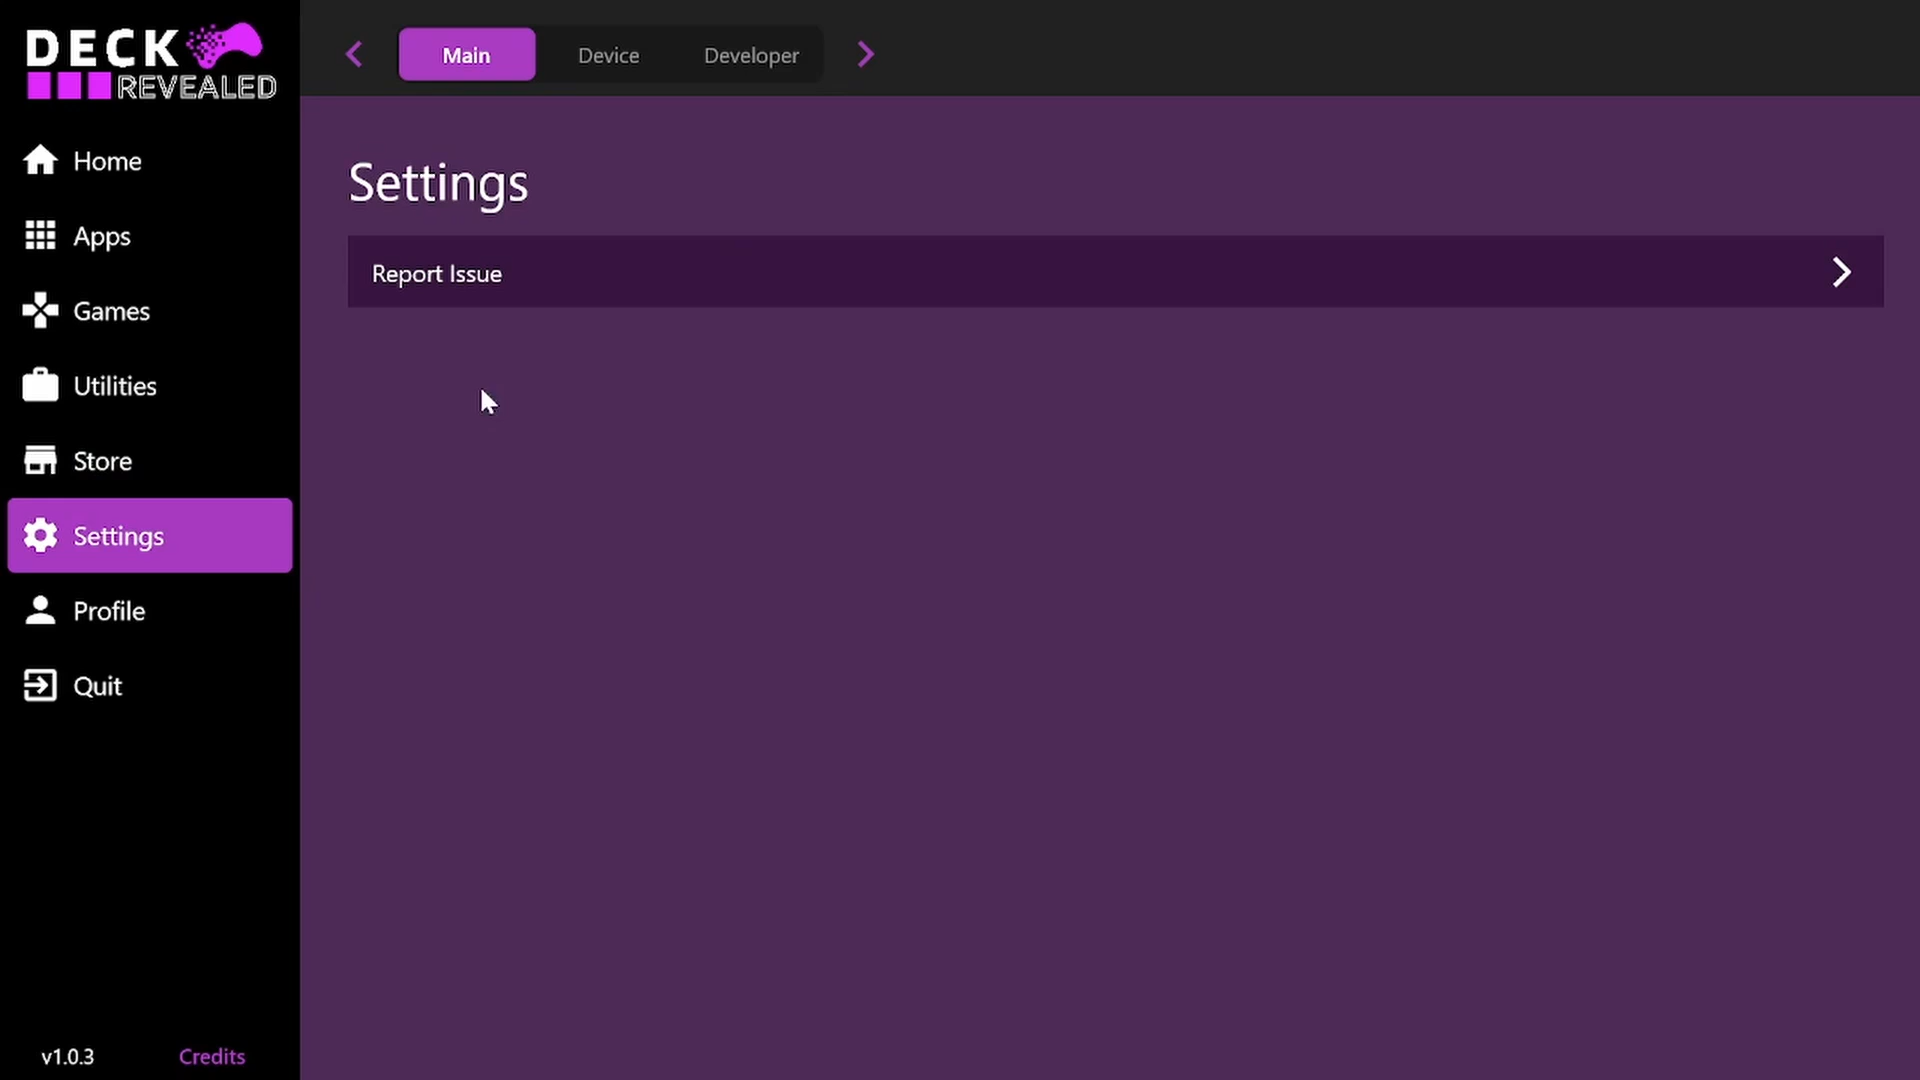 DECK
REVEALED
Home
Apps
Games
Utilities
Store
Settings
Profile
Quit
v1.0.3 Credits
Main Device Developer
Settings
Report Issue